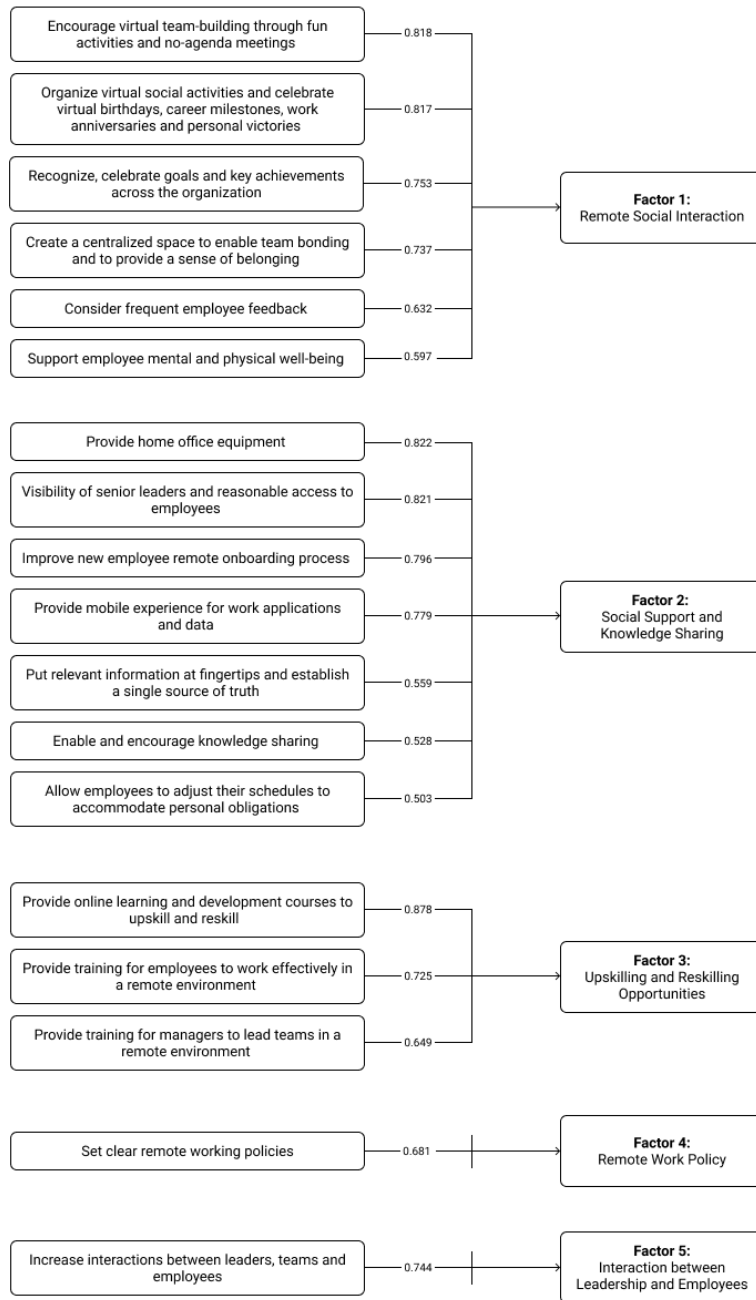 Encourage virtual team-building through fun
activities and no-agenda meetings
0.818
Organize virtual social activities and celebrate
virtual birthdays, career milestones, work
anniversaries and personal victories
0.817
Recognize, celebrate goals and key achievements
across the organization
0.753
Create a centralized space to enable team bonding
and to provide a sense of belonging
0.737
Consider frequent employee feedback
0.632
Support employee mental and physical well-being
0.597
Factor 1:
Remote Social Interaction
Provide home office equipment
0.822
Visibility of senior leaders and reasonable access to
employees
0.821
Improve new employee remote onboarding process
0.796
Provide mobile experience for work applications
and data
0.779
Put relevant information at fingertips and establish
a single source of truth
0.559
Enable and encourage knowledge sharing
0.528
Allow employees to adjust their schedules to
accommodate personal obligations
0.503
Factor 2:
Social Support and
Knowledge Sharing
Provide online learning and development courses to
upskill and reskill
0.878
Provide training for employees to work effectively in
a remote environment
0.725
Provide training for managers to lead teams in a
remote environment
0.649
Factor 3:
Upskilling and Reskilling
Opportunities
Set clear remote working policies
0.681
Factor 4:
Remote Work Policy
Increase interactions between leaders, teams and
employees
0.744
Factor 5:
Interaction between
Leadership and Employees